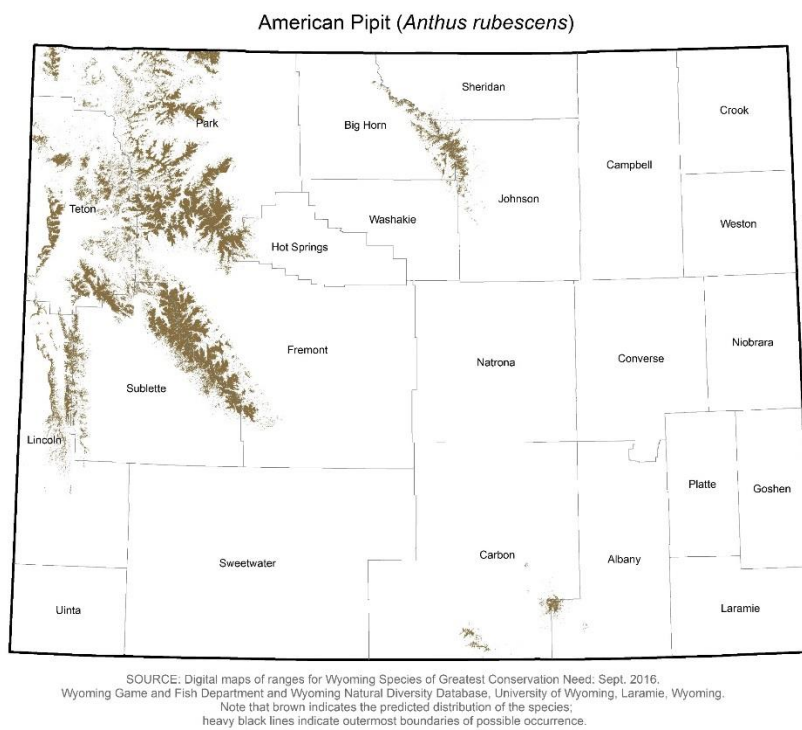 American Pipit (Anthus rubescens)
Sheridan
Crook
Park
Big Horn
Campbell
Johnson
Teton
Washakie
Weston
Hot Springs
Niobrara
Fremont
Natrona
Converse
Sublette
Lincoln
Platte
Goshen
Carbon
Albany
Sweetwater
Uinta
Laramie
SOURCE: Digital maps of ranges for Wyoming Species of Greatest Conservation Need: Sept. 2016.
Wyoming Game and Fish Department and Wyoming Natural Diversity Database, University of Wyoming, Laramie, Wyoming.
Note that brown indicates the predicted distribution of the species;
heavy black lines indicate outermost boundaries of possible occurrence.